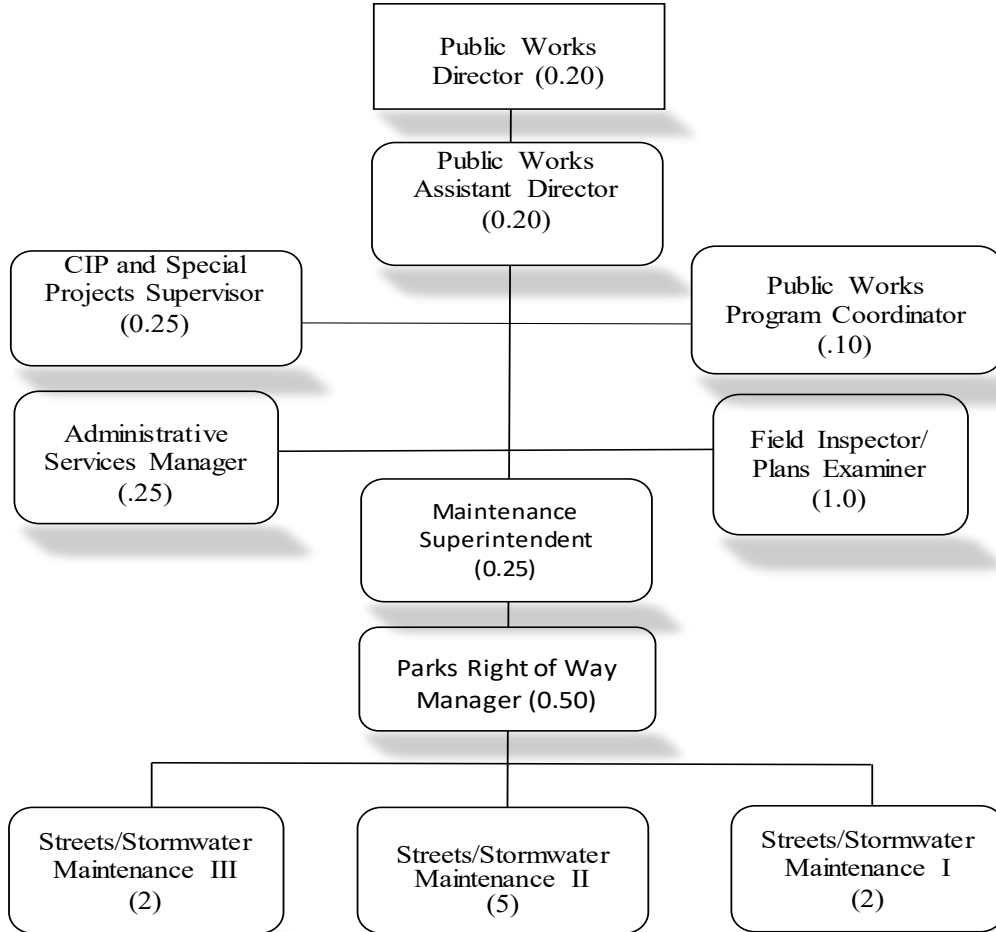 Public Works
Director (0.20)
Public Works
Assistant Director
(0.20)
CIP and Special
Projects Supervisor
(0.25)
Public Works
Program Coordinator
(.10)
Administrative
Services Manager
(.25)
Field Inspector/
Plans Examiner
(1.0)
Maintenance
Superintendent
(0.25)
Parks Right of Way
Manager (0.50)
Streets/Stormwater
Maintenance III
(2)
Streets/Stormwater
Maintenance II
(5)
Streets/Stormwater
Maintenance I
(2)